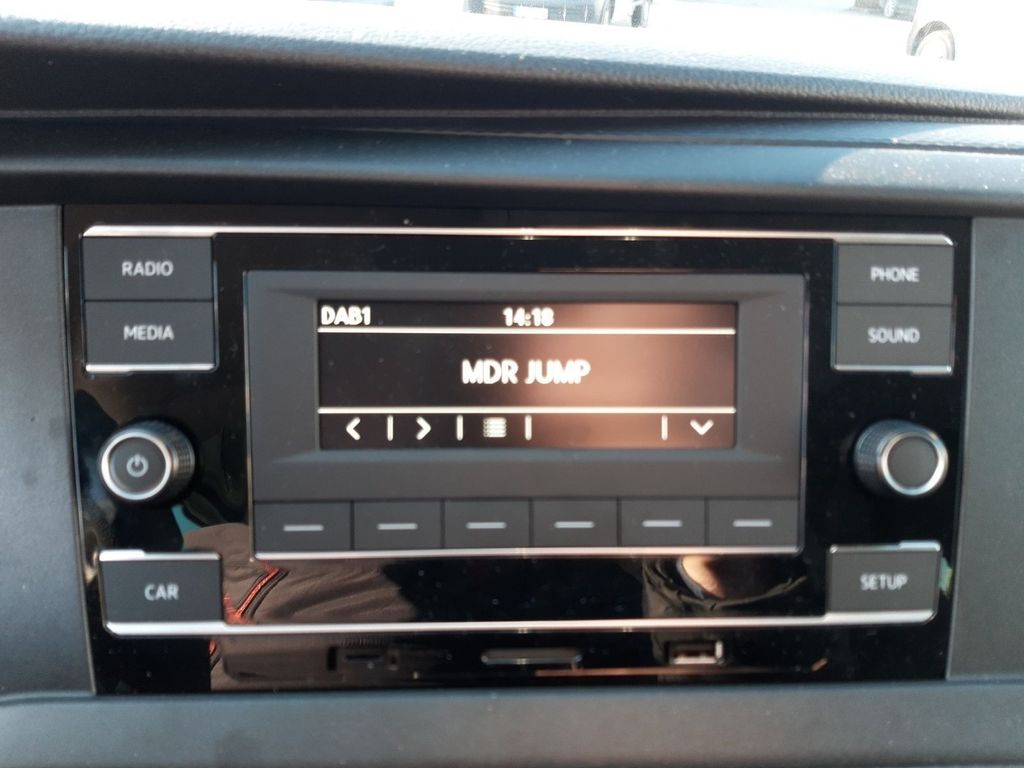 RADIO
PHONE
MEDIA
SOUND
DAB1 14:18
MDR JUMP
CAR
SETUP